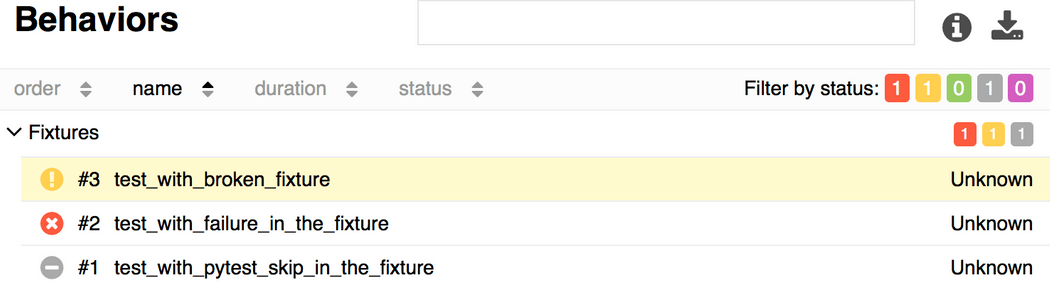 Behaviors
order name duration status Filter by status: 1 1 0 1 0
Fixtures 1 1 1
#3 test_with_broken_fixture Unknown
#2 test_with_failure_in_the_fixture Unknown
#1 test_with_pytest_skip_in_the_fixture Unknown